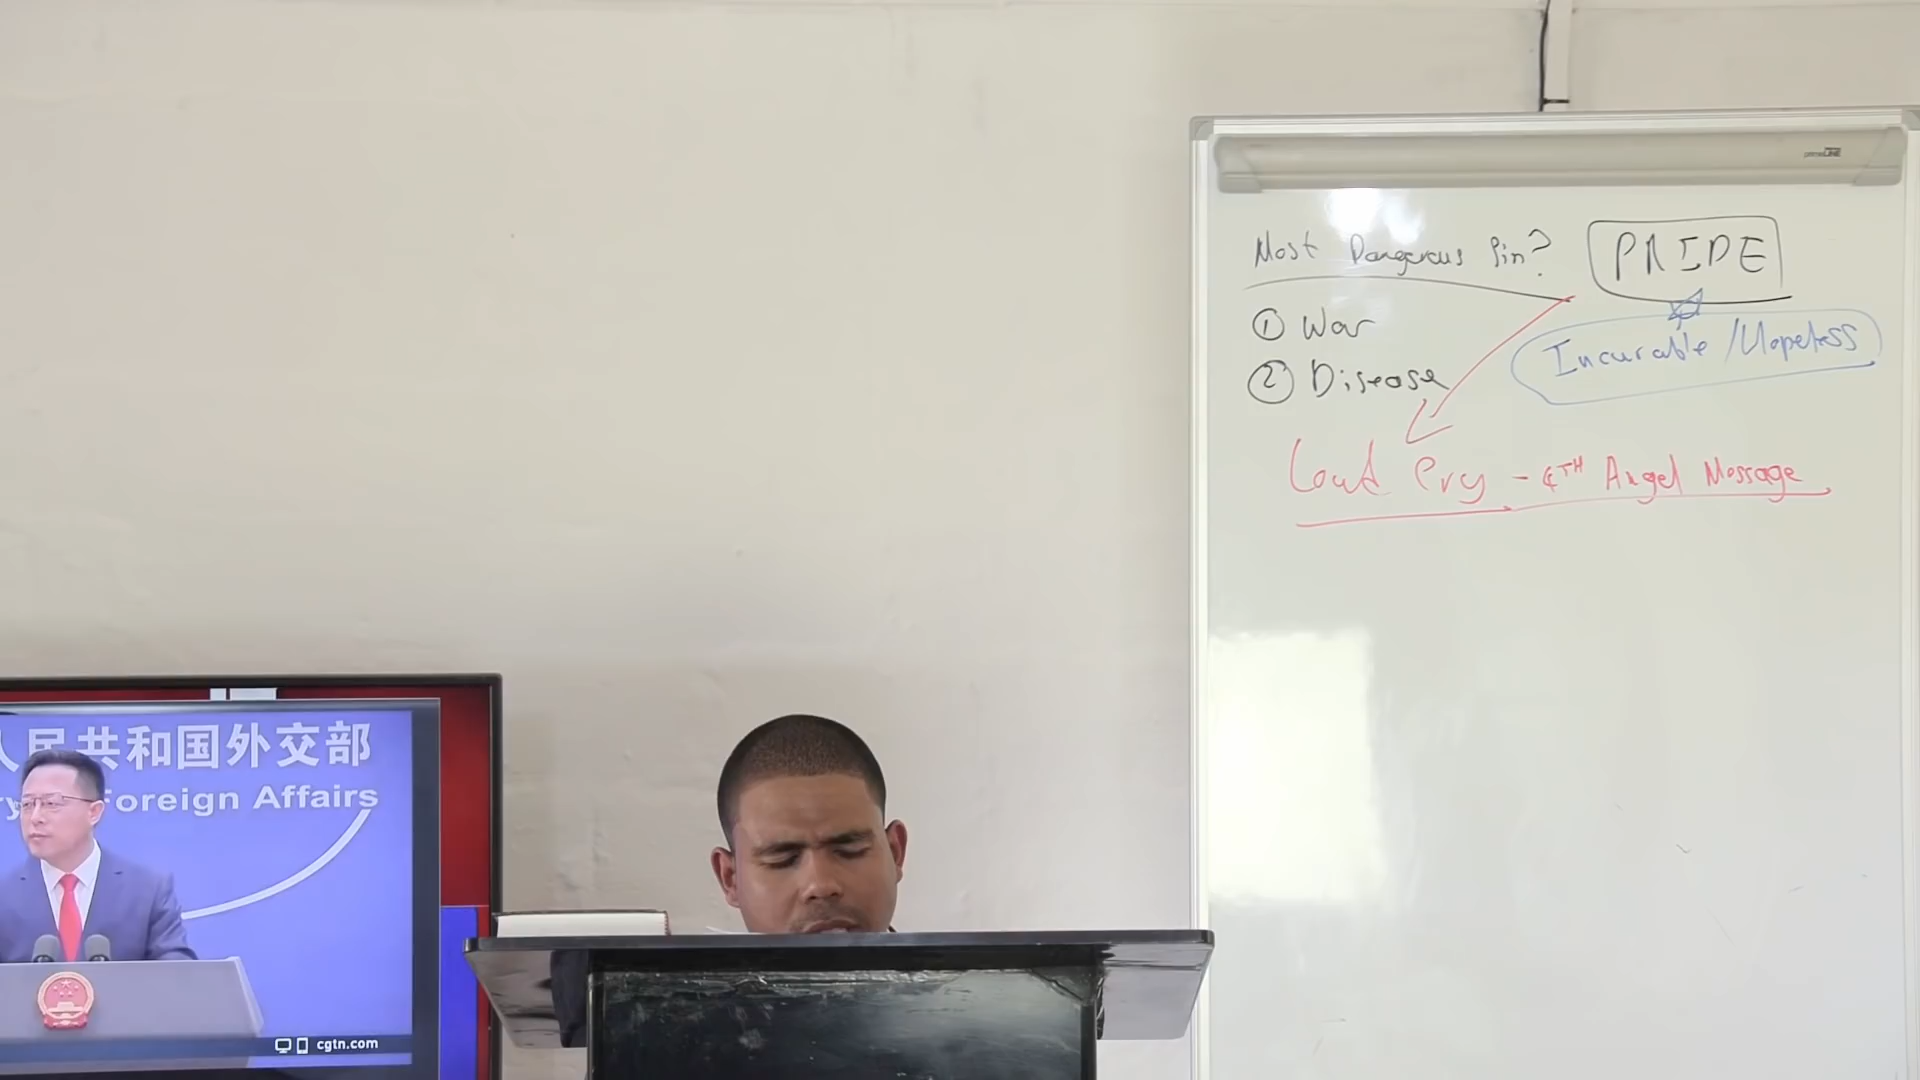 primeLINE
Most Dangerous Sin? PRIDE
① War
② Disease
Incurable / Hopeless
Loud Cry - 4TH Angel Message
人民共和国外交部
Foreign Affairs
cgtn.com